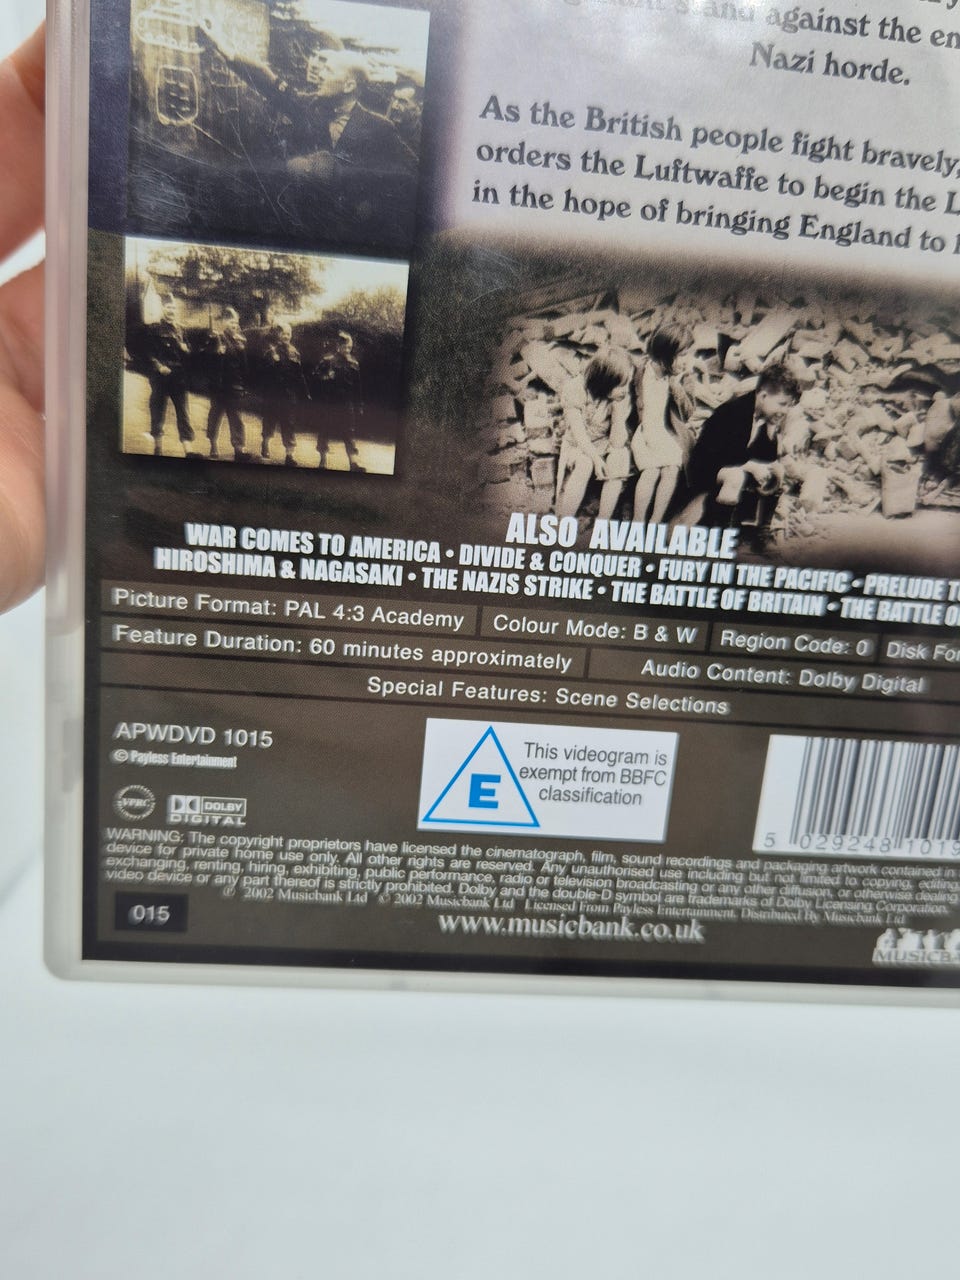 stand against the
Nazi horde.
As the British people fight bravely,
orders the Luftwaffe to begin the
in the hope of bringing England to
ALSO AVAILABLE
WAR COMES TO AMERICA • DIVIDE & CONQUER • FURY IN THE PACIFIC • PRELUDE
HIROSHIMA & NAGASAKI • THE NAZIS STRIKE • THE BATTLE OF BRITAIN • THE BATTLE
Picture Format: PAL 4:3 Academy
Colour Mode: B & W
Region Code: 0
Disk
Feature Duration: 60 minutes approximately
Audio Content: Dolby Digital
Special Features: Scene Selections
APWDVD 1015
© Payless Entertainment
VPRC
DOLBY
DIGITAL
E
This videogram is
exempt from BBFC
classification
5 029248 1019
WARNING: The copyright proprietors have licensed the cinematograph, film, sound recordings and packaging artwork contained in
device for private home use only. All other rights are reserved. Any unauthorised use including but not limited to copying, editing,
exchanging, renting, hiring, exhibiting, public performance, radio or television broadcasting or any other diffusion, or otherwise dealing
video device or any part thereof is strictly prohibited. Dolby and the double-D symbol are trademarks of Dolby Licensing Corporation.
℗ 2002 Musicbank Ltd © 2002 Musicbank Ltd Licensed From Payless Entertainment. Distributed By Musicbank Ltd
015
www.musicbank.co.uk